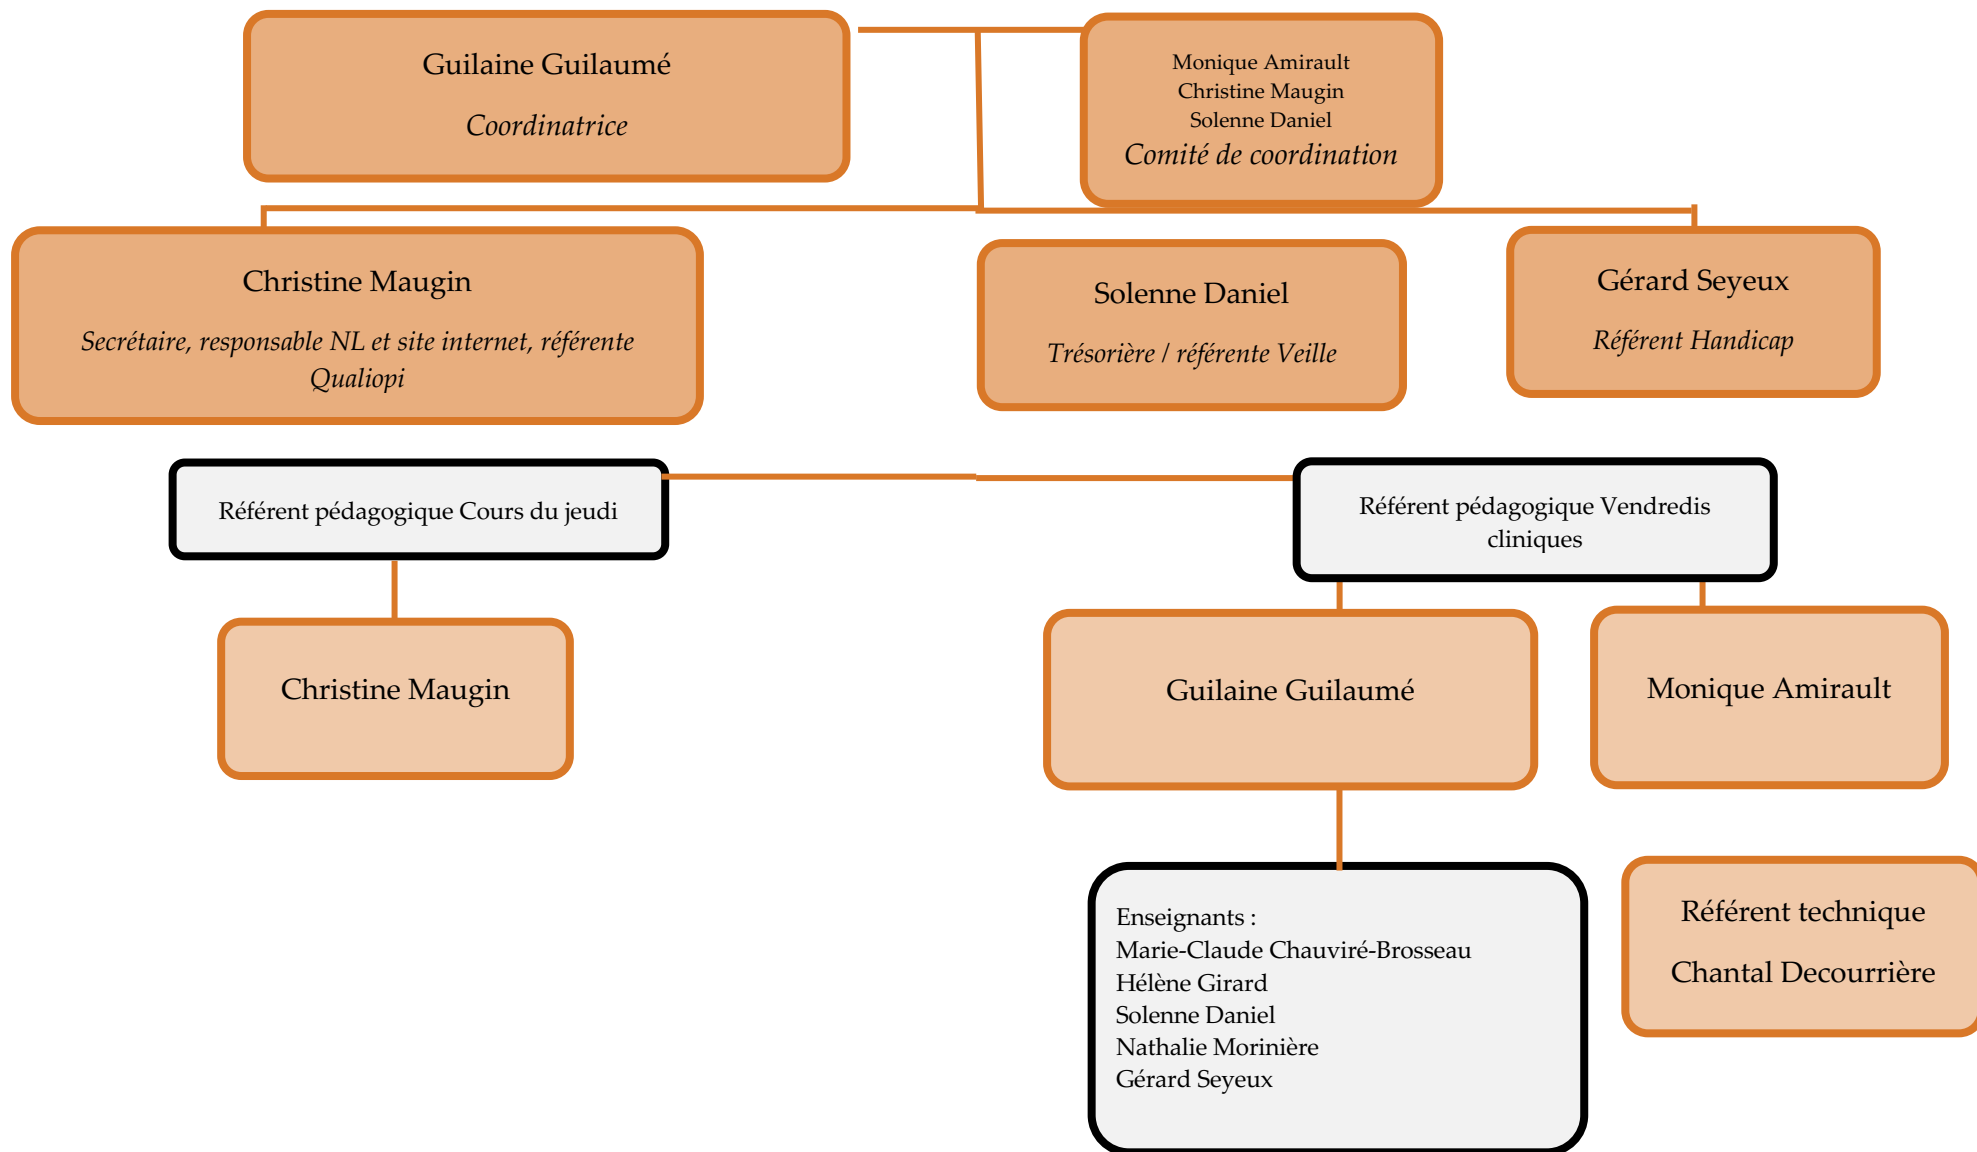 Guilaine Guilaumé
Coordinatrice
Monique Amirault
Christine Maugin
Solenne Daniel
Comité de coordination
Christine Maugin
Secrétaire, responsable NL et site internet, référente
Qualiopi
Solenne Daniel
Trésorière / référente Veille
Gérard Seyeux
Référent Handicap
Référent pédagogique Cours du jeudi
Référent pédagogique Vendredis
cliniques
Christine Maugin
Guilaine Guilaumé
Monique Amirault
Enseignants :
Marie-Claude Chauviré-Brosseau
Hélène Girard
Solenne Daniel
Nathalie Morinière
Gérard Seyeux
Référent technique
Chantal Decourrière